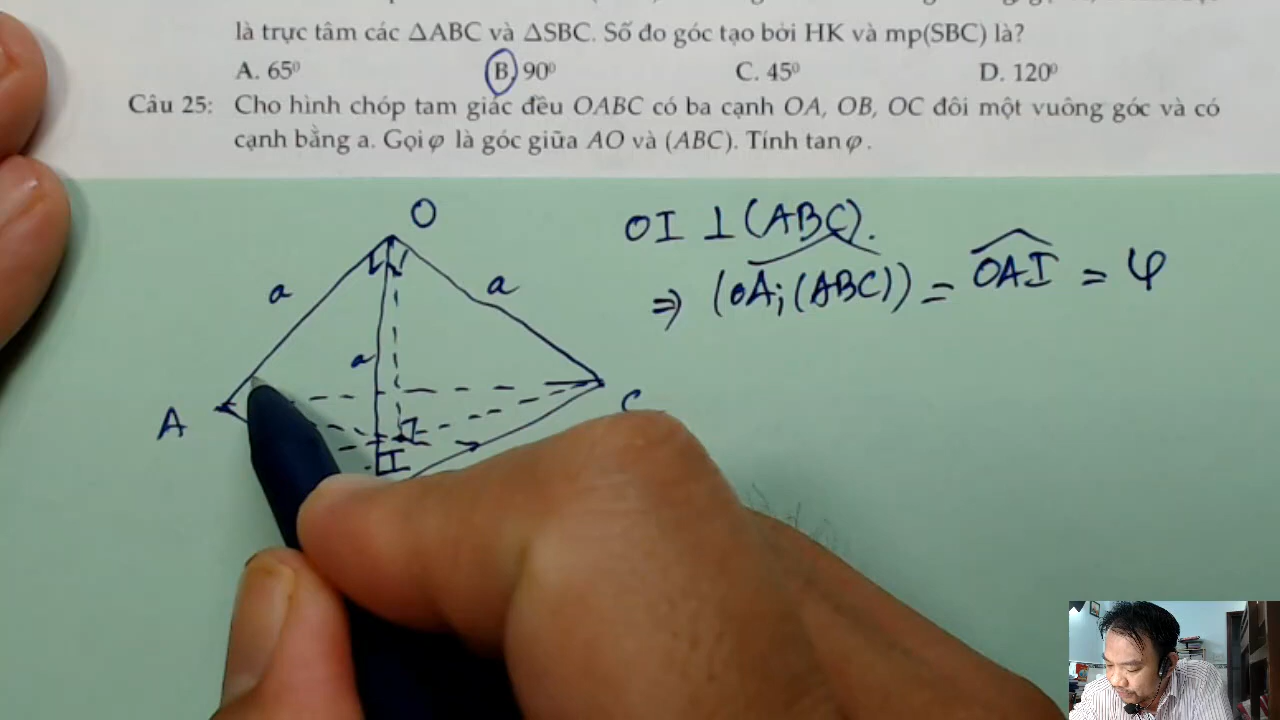 là trực tâm các ΔABC và ΔSBC. Số đo góc tạo bởi HK và mp(SBC) là?
A. 65⁰ B. 90⁰ C. 45⁰ D. 120⁰
Câu 25: Cho hình chóp tam giác đều OABC có ba cạnh OA, OB, OC đôi một vuông góc và có
cạnh bằng a. Gọi φ là góc giữa AO và (ABC). Tính tan φ.
O
OI ⊥ (ABC).
⇒ (OA; (ABC)) = OAI = φ
a
a
a
A
C
I